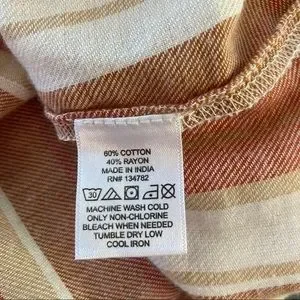 60% COTTON
40% RAYON
MADE IN INDIA
RN# 134782
30
MACHINE WASH COLD
ONLY NON-CHLORINE
BLEACH WHEN NEEDED
TUMBLE DRY LOW
COOL IRON